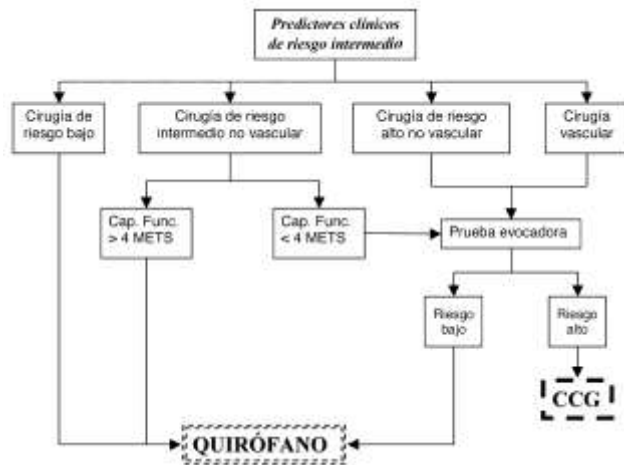 Predictores clínicos
de riesgo intermedio
Cirugía de
riesgo bajo
Cirugía de riesgo
intermedio no vascular
Cirugía de riesgo
alto no vascular
Cirugía
vascular
Cap. Func.
> 4 METS
Cap. Func.
< 4 METS
Prueba evocadora
Riesgo
bajo
Riesgo
alto
CCG
QUIRÓFANO